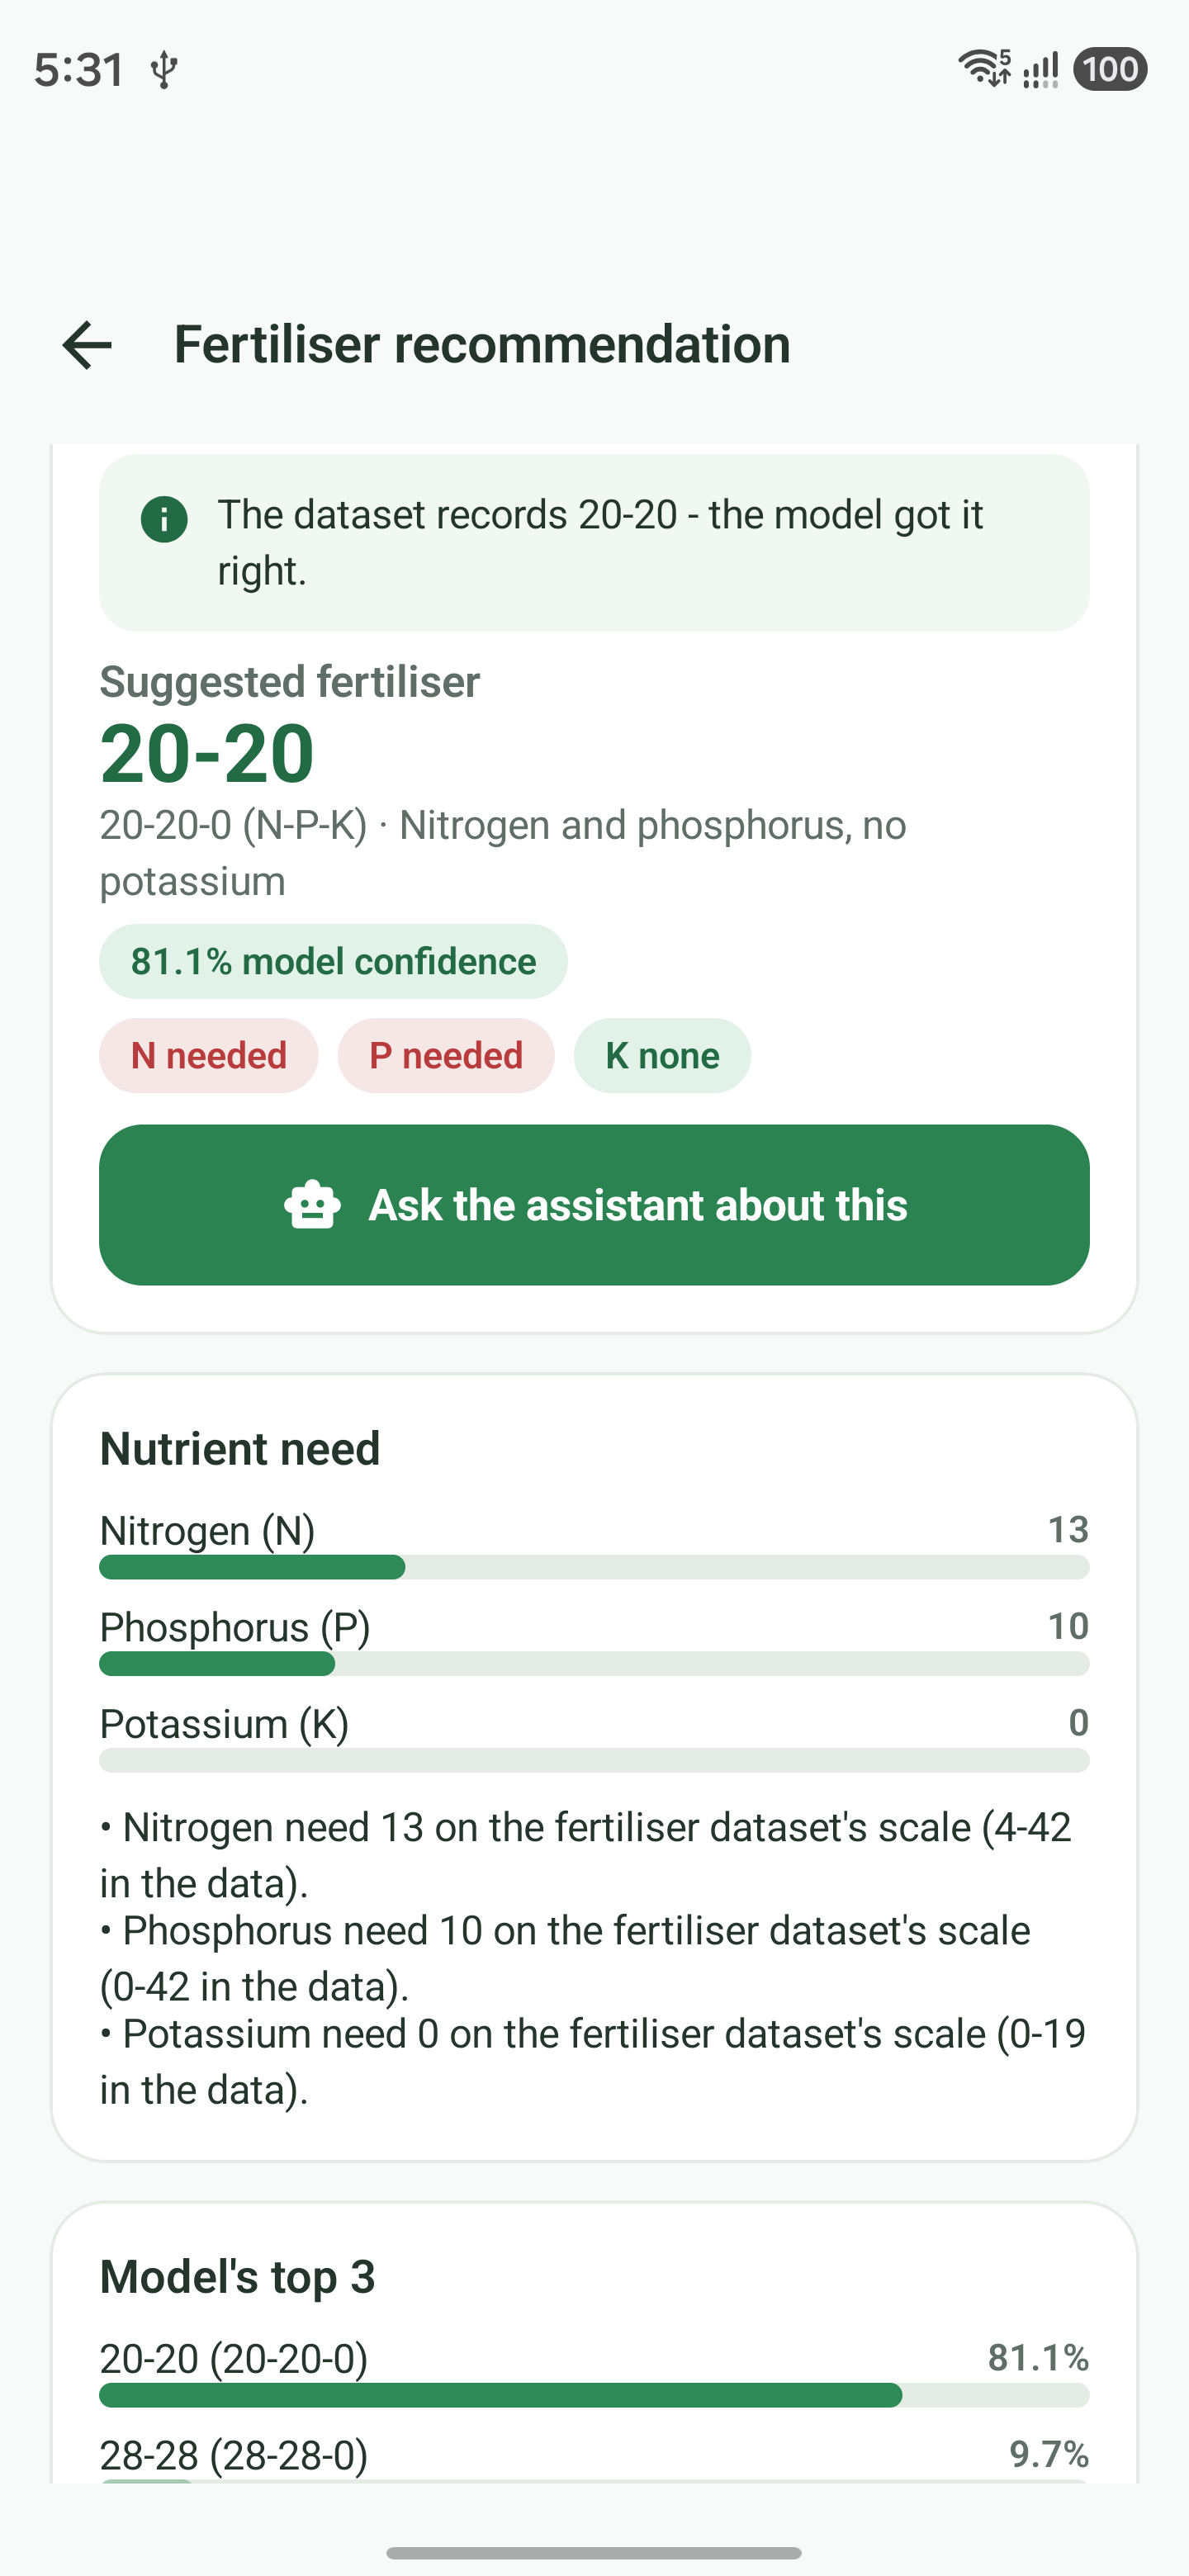 5:31
5
100
Fertiliser recommendation
The dataset records 20-20 - the model got it
right.
Suggested fertiliser
20-20
20-20-0 (N-P-K) · Nitrogen and phosphorus, no
potassium
81.1% model confidence
N needed P needed K none
Ask the assistant about this
Nutrient need
Nitrogen (N) 13
Phosphorus (P) 10
Potassium (K) 0
• Nitrogen need 13 on the fertiliser dataset's scale (4-42
in the data).
• Phosphorus need 10 on the fertiliser dataset's scale
(0-42 in the data).
• Potassium need 0 on the fertiliser dataset's scale (0-19
in the data).
Model's top 3
20-20 (20-20-0) 81.1%
28-28 (28-28-0) 9.7%